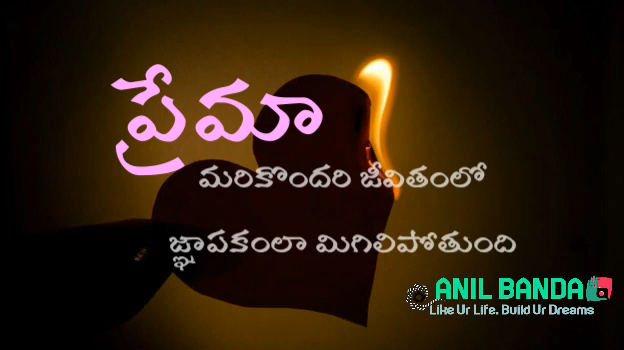 ప్రేమా
మరికొందరి జీవితంలో
జ్ఞాపకంలా మిగిలిపోతుంది
ANIL BANDA
Like Ur Life. Build Ur Dreams